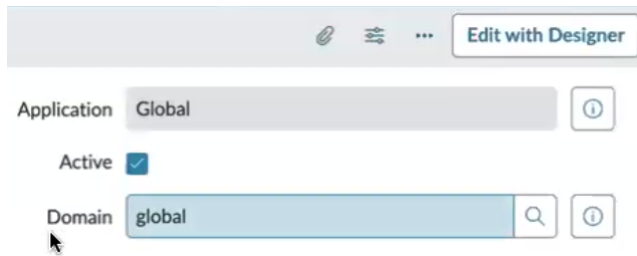 Edit with Designer
Application Global
Active
Domain global